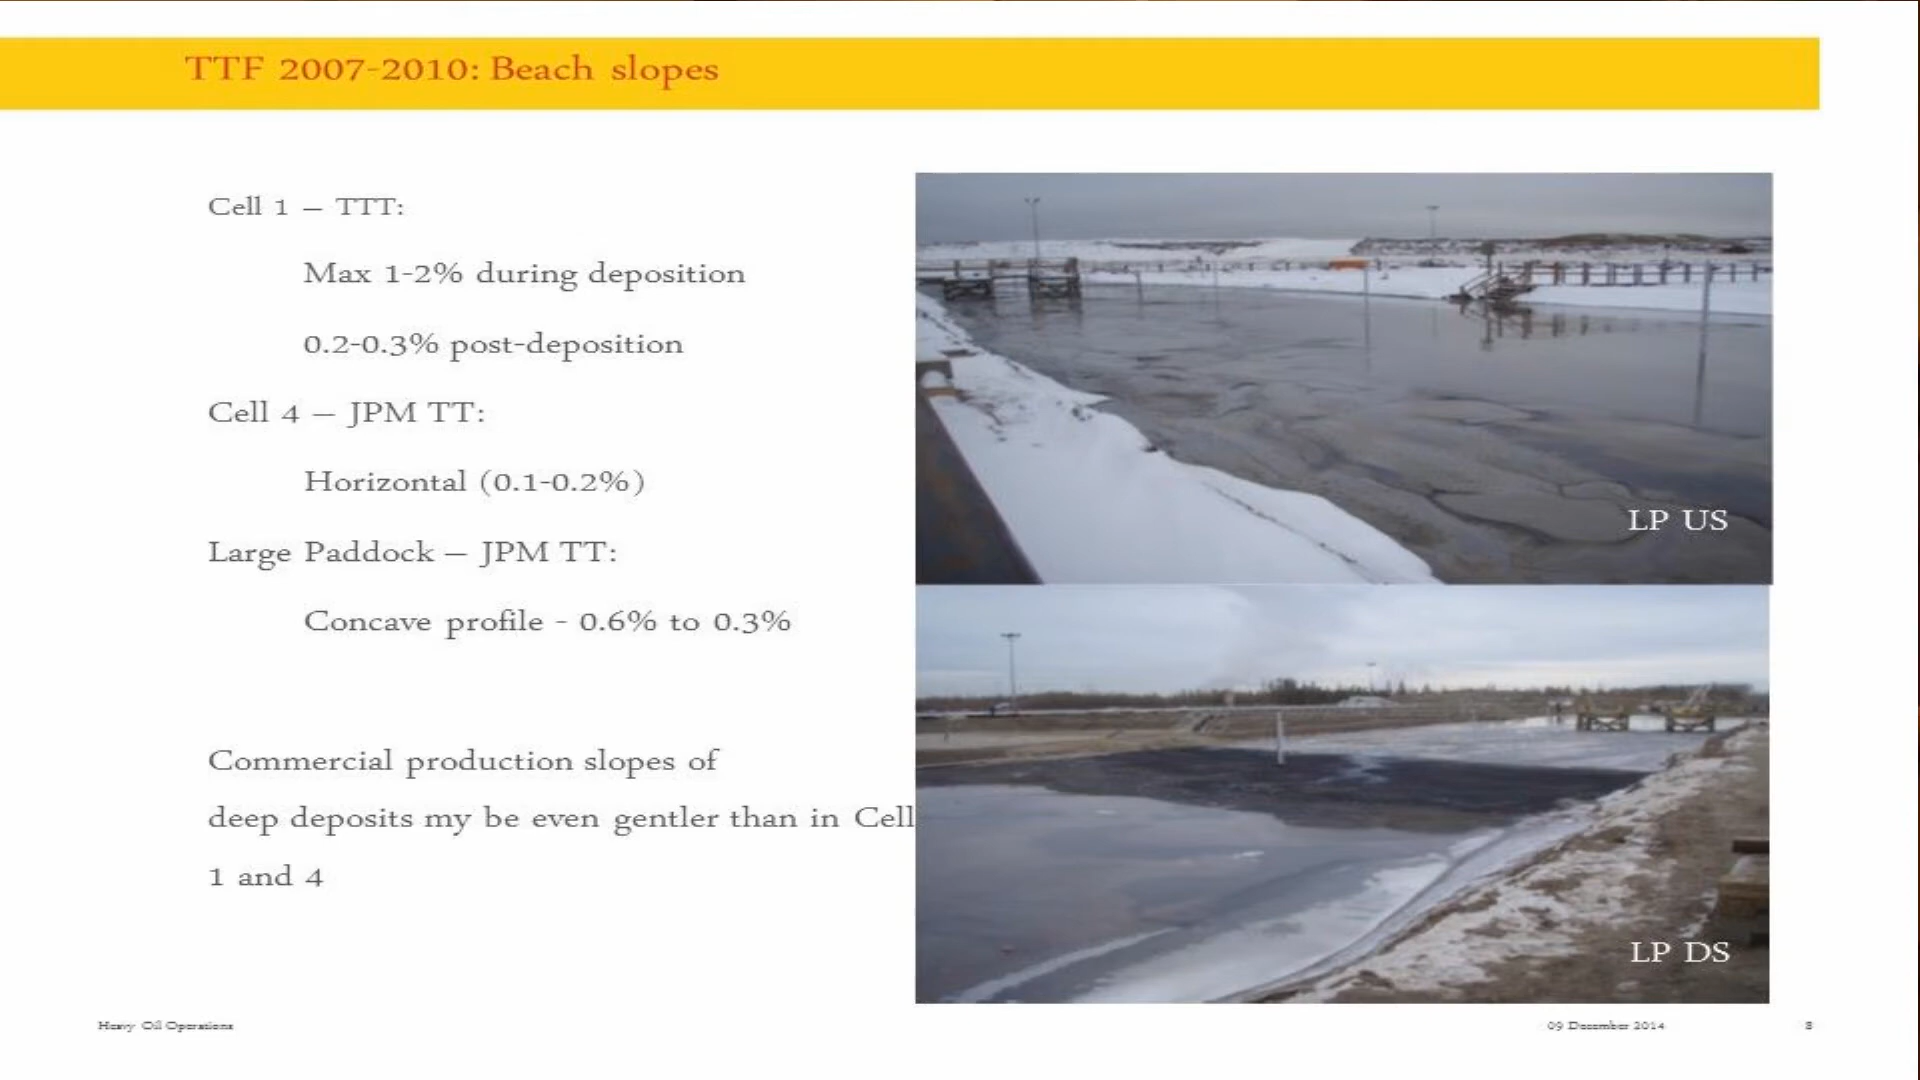 TTF 2007-2010: Beach slopes
Cell 1 – TTT:
Max 1-2% during deposition
0.2-0.3% post-deposition
Cell 4 – JPM TT:
Horizontal (0.1-0.2%)
Large Paddock – JPM TT:
Concave profile - 0.6% to 0.3%
Commercial production slopes of
deep deposits my be even gentler than in Cell
1 and 4
LP US
LP DS
Heavy Oil Operations
09 December 2014
8